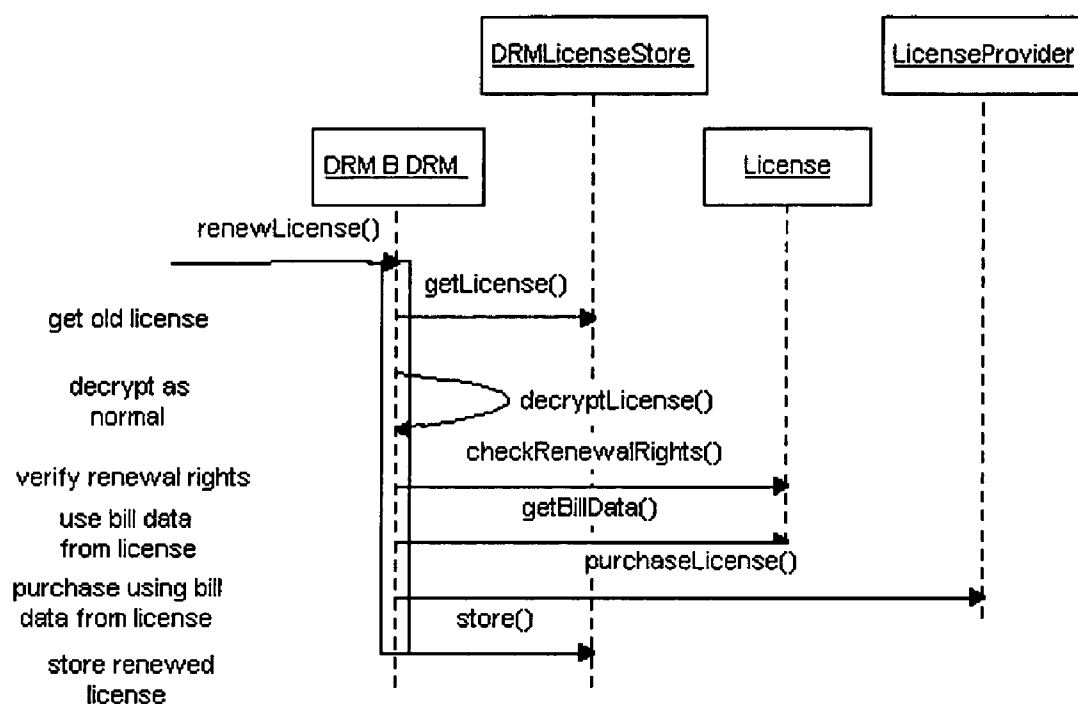 DRMLicenseStore
LicenseProvider
DRM B DRM
License
renewLicense()
getLicense()
get old license
decrypt as
normal
decryptLicense()
checkRenewalRights()
verify renewal rights
getBillData()
use bill data
from license
purchaseLicense()
purchase using bill
data from license
store()
store renewed
license